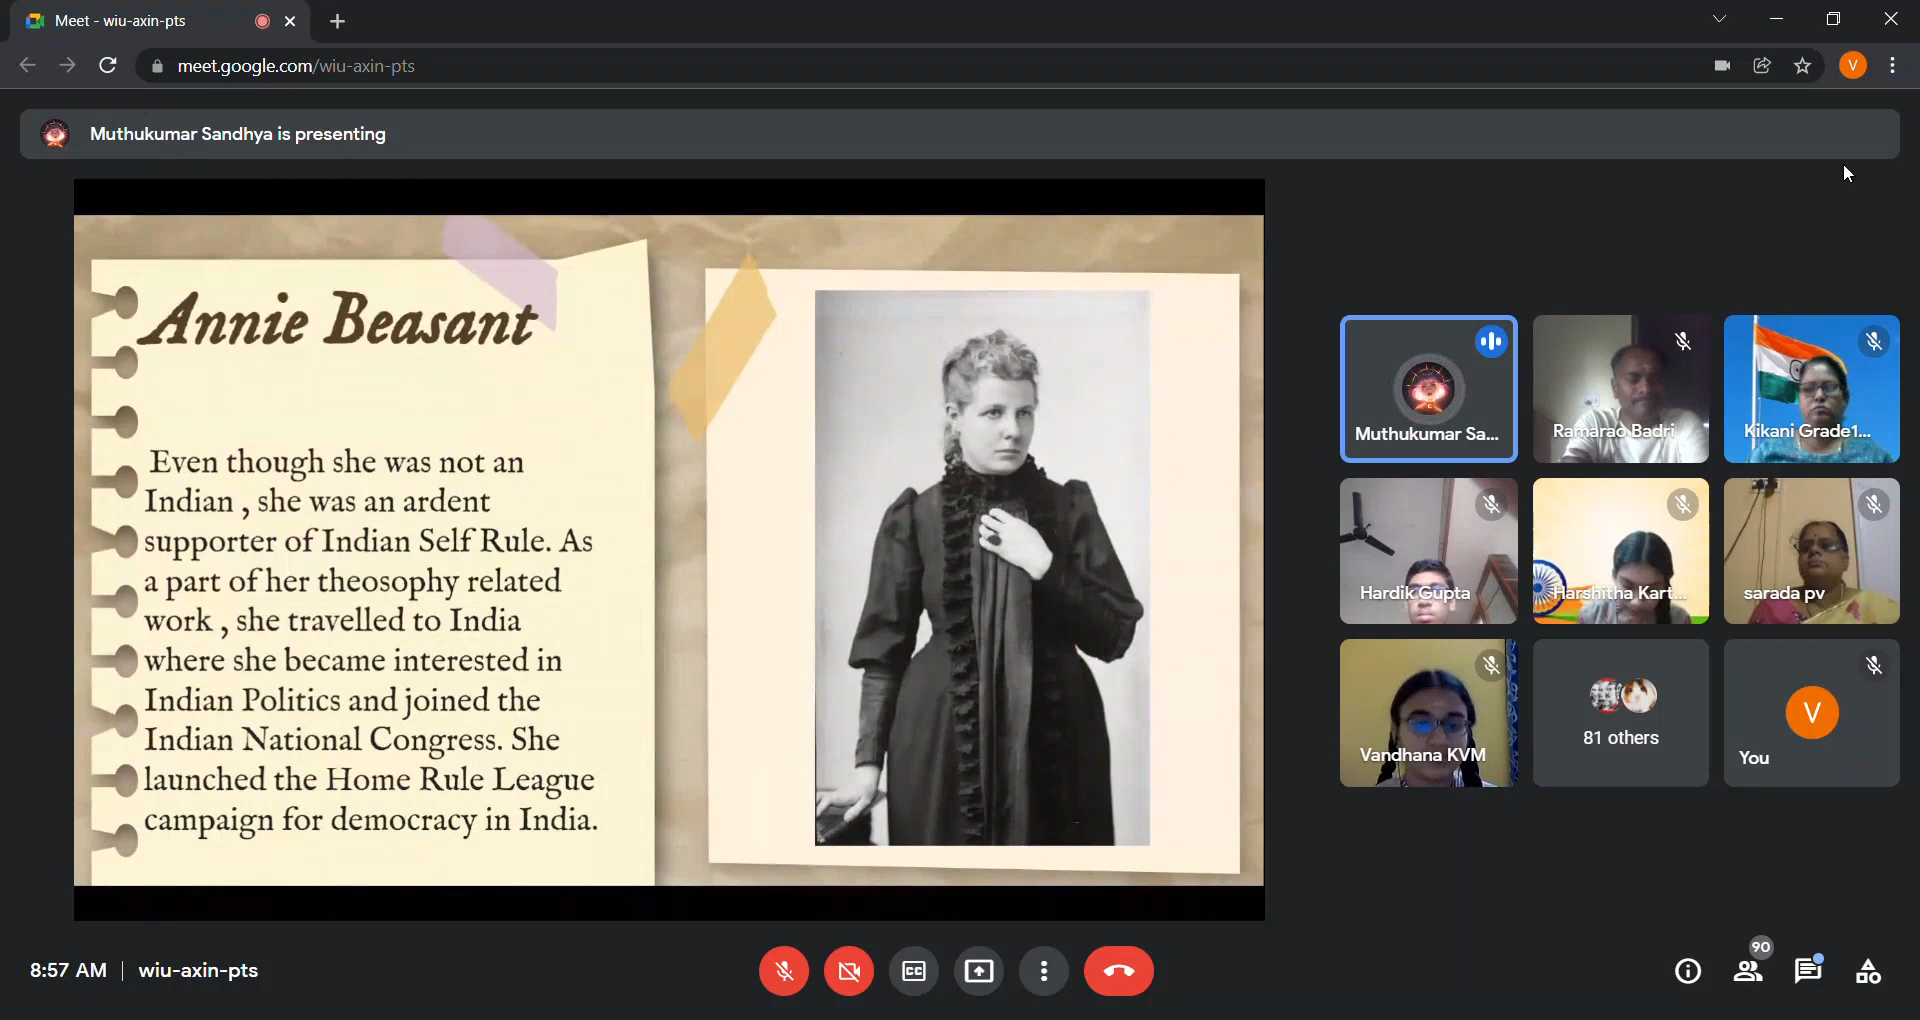 Meet - wiu-axin-pts
meet.google.com/wiu-axin-pts
V
Muthukumar Sandhya is presenting
Annie Beasant
Even though she was not an
Indian , she was an ardent
supporter of Indian Self Rule. As
a part of her theosophy related
work , she travelled to India
where she became interested in
Indian Politics and joined the
Indian National Congress. She
launched the Home Rule League
campaign for democracy in India.
Muthukumar Sa...
Ramarao Badri
Kikani Grade1...
Hardik Gupta
Harshitha Kart...
sarada pv
Vandhana KVM
81 others
V
You
8:57 AM | wiu-axin-pts
CC
90